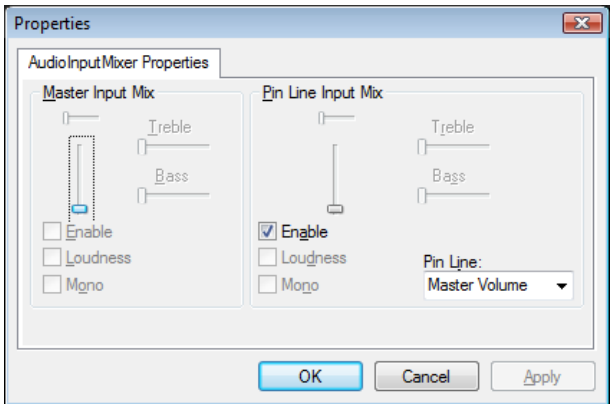 Properties
AudioInputMixer Properties
Master Input Mix
Treble
Bass
Enable
Loudness
Mono
Pin Line Input Mix
Treble
Bass
Enable
Loudness
Mono
Pin Line:
Master Volume
OK
Cancel
Apply